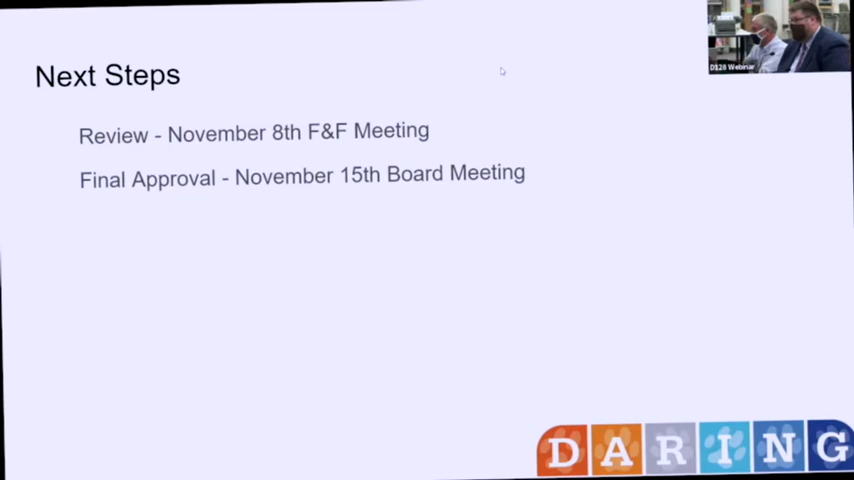 Next Steps
D128 Webinar
Review - November 8th F&F Meeting
Final Approval - November 15th Board Meeting
DARING